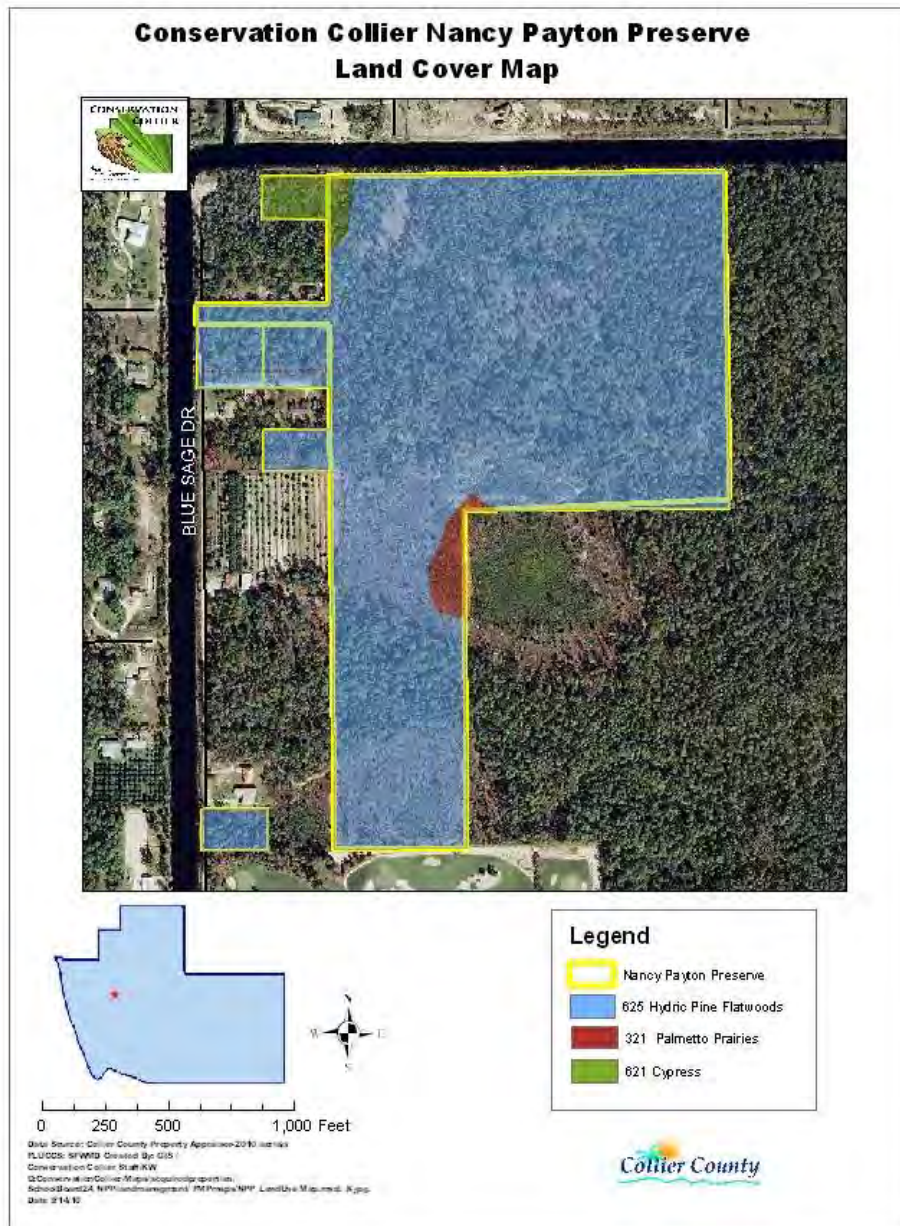 Conservation Collier Nancy Payton Preserve
Land Cover Map
CONSERVATION
COLLIER
BLUE SAGE DR
Legend
Nancy Payton Preserve
625 Hydric Pine Flatwoods
321 Palmetto Prairies
621 Cypress
N
W E
S
0 250 500 1,000 Feet
Data Source: Collier County Property Appraiser 2010 aerials
FLUCCS: SFWMD Created By: GIS /
Conservation Collier Staff/KW
Collier County